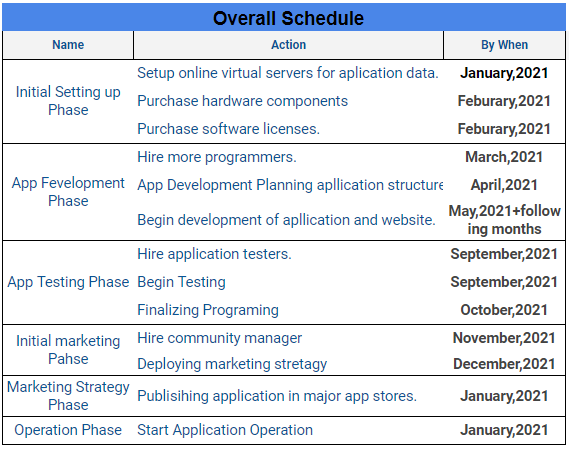 Overall Schedule
Name Action By When
Initial Setting up
Phase
Setup online virtual servers for aplication data. January,2021
Purchase hardware components Feburary,2021
Purchase software licenses. Feburary,2021
App Fevelopment
Phase
Hire more programmers. March,2021
App Development Planning apllication structure April,2021
Begin development of apllication and website. May,2021+follow
ing months
App Testing Phase
Hire application testers. September,2021
Begin Testing September,2021
Finalizing Programing October,2021
Initial marketing
Pahse
Hire community manager November,2021
Deploying marketing stretagy December,2021
Marketing Strategy
Phase
Publisihing application in major app stores. January,2021
Operation Phase Start Application Operation January,2021